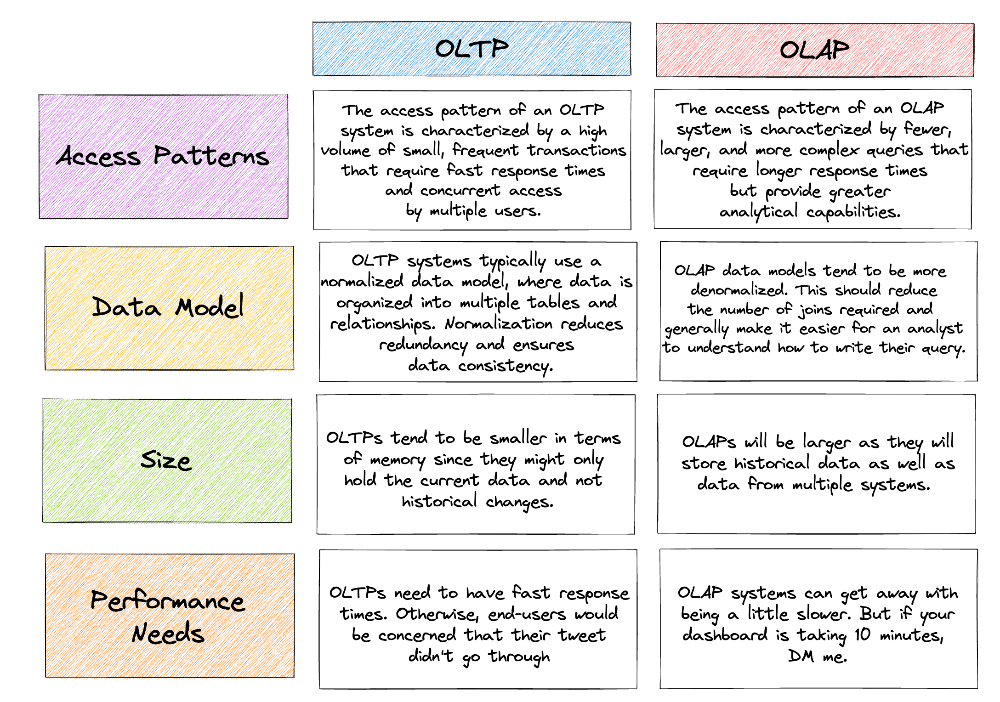 OLTP
OLAP
Access Patterns
The access pattern of an OLTP
system is characterized by a high
volume of small, frequent transactions
that require fast response times
and concurrent access
by multiple users.
The access pattern of an OLAP
system is characterized by fewer,
larger, and more complex queries that
require longer response times
but provide greater
analytical capabilities.
Data Model
OLTP systems typically use a
normalized data model, where data is
organized into multiple tables and
relationships. Normalization reduces
redundancy and ensures
data consistency.
OLAP data models tend to be more
denormalized. This should reduce
the number of joins required and
generally make it easier for an analyst
to understand how to write their query.
Size
OLTPs tend to be smaller in terms
of memory since they might only
hold the current data and not
historical changes.
OLAPs will be larger as they will
store historical data as well as
data from multiple systems.
Performance
Needs
OLTPs need to have fast response
times. Otherwise, end-users would
be concerned that their tweet
didn't go through
OLAP systems can get away with
being a little slower. But if your
dashboard is taking 10 minutes,
DM me.